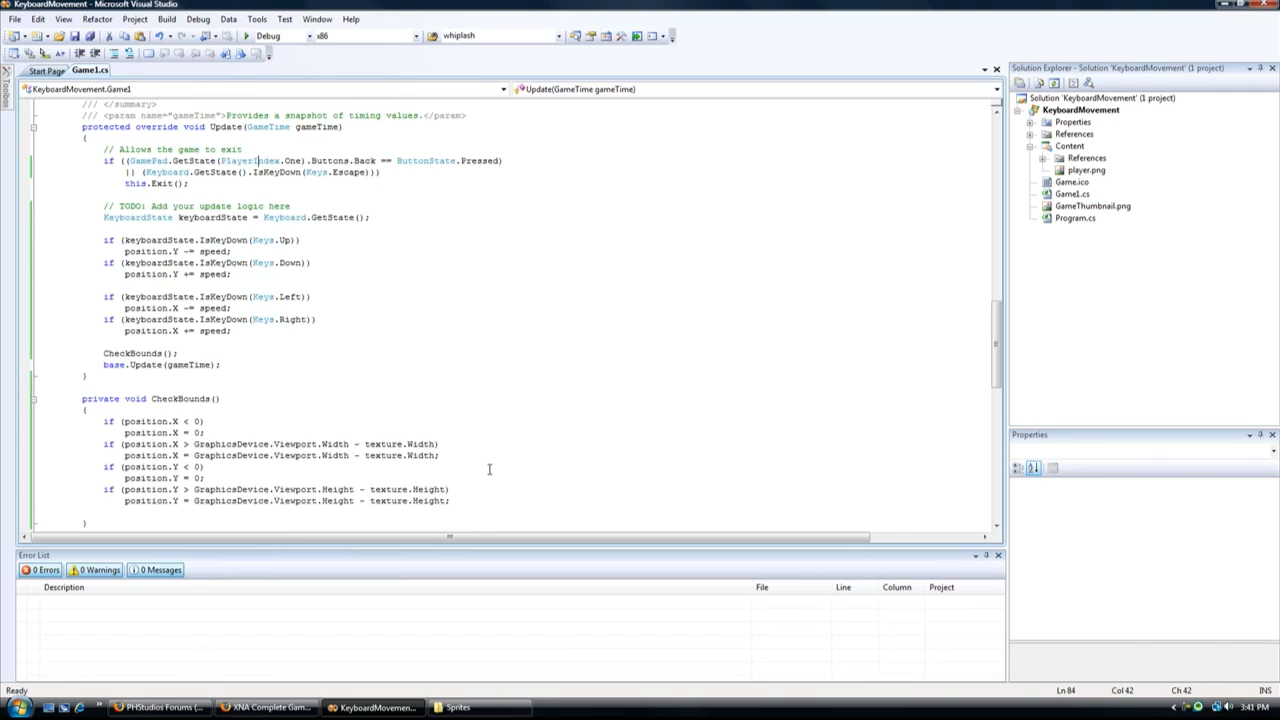 KeyboardMovement - Microsoft Visual Studio
File Edit View Refactor Project Build Debug Data Tools Test Window Help
Debug x86 whiplash
Start Page Game1.cs
KeyboardMovement.Game1 Update(GameTime gameTime)
/// </summary>
/// <param name="gameTime">Provides a snapshot of timing values.</param>
protected override void Update(GameTime gameTime)
{
// Allows the game to exit
if ((GamePad.GetState(PlayerIndex.One).Buttons.Back == ButtonState.Pressed)
|| (Keyboard.GetState().IsKeyDown(Keys.Escape)))
this.Exit();
// TODO: Add your update logic here
KeyboardState keyboardState = Keyboard.GetState();
if (keyboardState.IsKeyDown(Keys.Up))
position.Y -= speed;
if (keyboardState.IsKeyDown(Keys.Down))
position.Y += speed;
if (keyboardState.IsKeyDown(Keys.Left))
position.X -= speed;
if (keyboardState.IsKeyDown(Keys.Right))
position.X += speed;
CheckBounds();
base.Update(gameTime);
}
private void CheckBounds()
{
if (position.X < 0)
position.X = 0;
if (position.X > GraphicsDevice.Viewport.Width - texture.Width)
position.X = GraphicsDevice.Viewport.Width - texture.Width;
if (position.Y < 0)
position.Y = 0;
if (position.Y > GraphicsDevice.Viewport.Height - texture.Height)
position.Y = GraphicsDevice.Viewport.Height - texture.Height;
}
Toolbox
Solution Explorer - Solution 'KeyboardMovement' (1 project)
Solution 'KeyboardMovement' (1 project)
KeyboardMovement
Properties
References
Content
References
player.png
Game.ico
Game1.cs
GameThumbnail.png
Program.cs
Properties
Error List
0 Errors 0 Warnings 0 Messages
Description File Line Column Project
Ready Ln 84 Col 42 Ch 42 INS
PHStudios Forums (... XNA Complete Gam... KeyboardMovemen... Sprites 3:41 PM